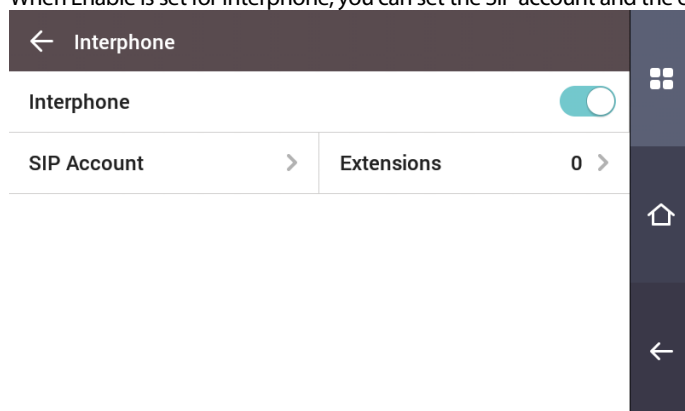 When Enable is set for Interphone, you can set the SIP account and the
Interphone
Interphone
SIP Account Extensions 0